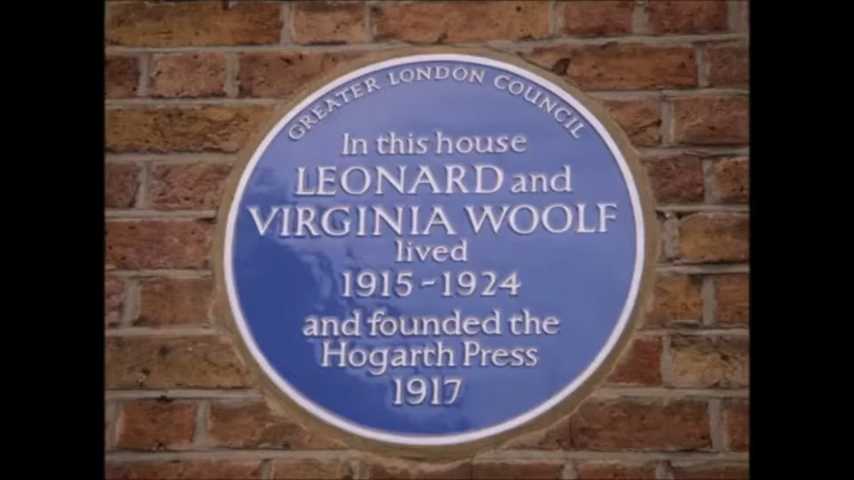 GREATER LONDON COUNCIL
In this house
LEONARD and
VIRGINIA WOOLF
lived
1915-1924
and founded the
Hogarth Press
1917